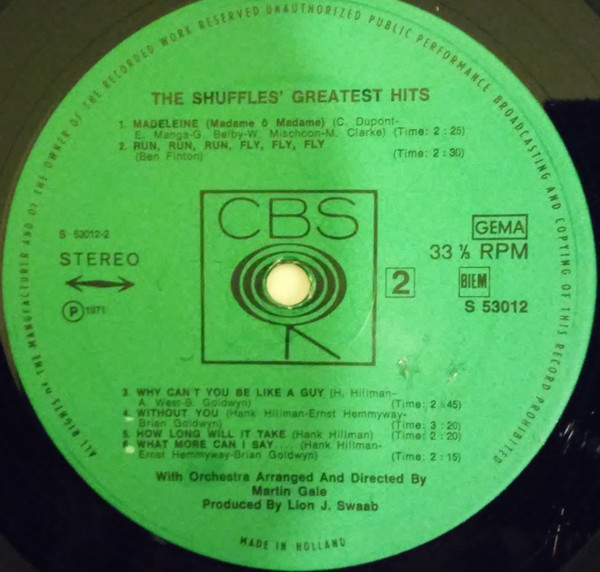 ALL RIGHTS OF THE MANUFACTURER AND OF THE OWNER OF THE RECORDED WORK RESERVED UNAUTHORIZED PUBLIC PERFORMANCE BROADCASTING AND COPYING OF THIS RECORD PROHIBITED
THE SHUFFLES' GREATEST HITS
1. MADELEINE (Madame ô Madame) (C. Dupont-
E. Manga-G. Belby-W. Mischcon-M. Clarke) (Time: 2 : 25)
2. RUN, RUN, RUN, FLY, FLY, FLY
(Ben Finton) (Time: 2 : 30)
CBS
GEMA
S 53012-2
STEREO
33 ⅓ RPM
2
BIEM
S 53012
Ⓟ 1971
3. WHY CAN'T YOU BE LIKE A GUY (H. Hillman-
A. West-B. Goldwyn) (Time: 2 : 45)
4. WITHOUT YOU (Hank Hillman-Ernst Hemmyway-
Brian Goldwyn) (Time: 3 : 20)
5. HOW LONG WILL IT TAKE (Hank Hillman) (Time: 2 : 20)
6. WHAT MORE CAN I SAY.... (Hank Hillman-
Ernst Hemmyway-Brian Goldwyn) (Time: 2 : 15)
With Orchestra Arranged And Directed By
Martin Gale
Produced By Lion J. Swaab
MADE IN HOLLAND